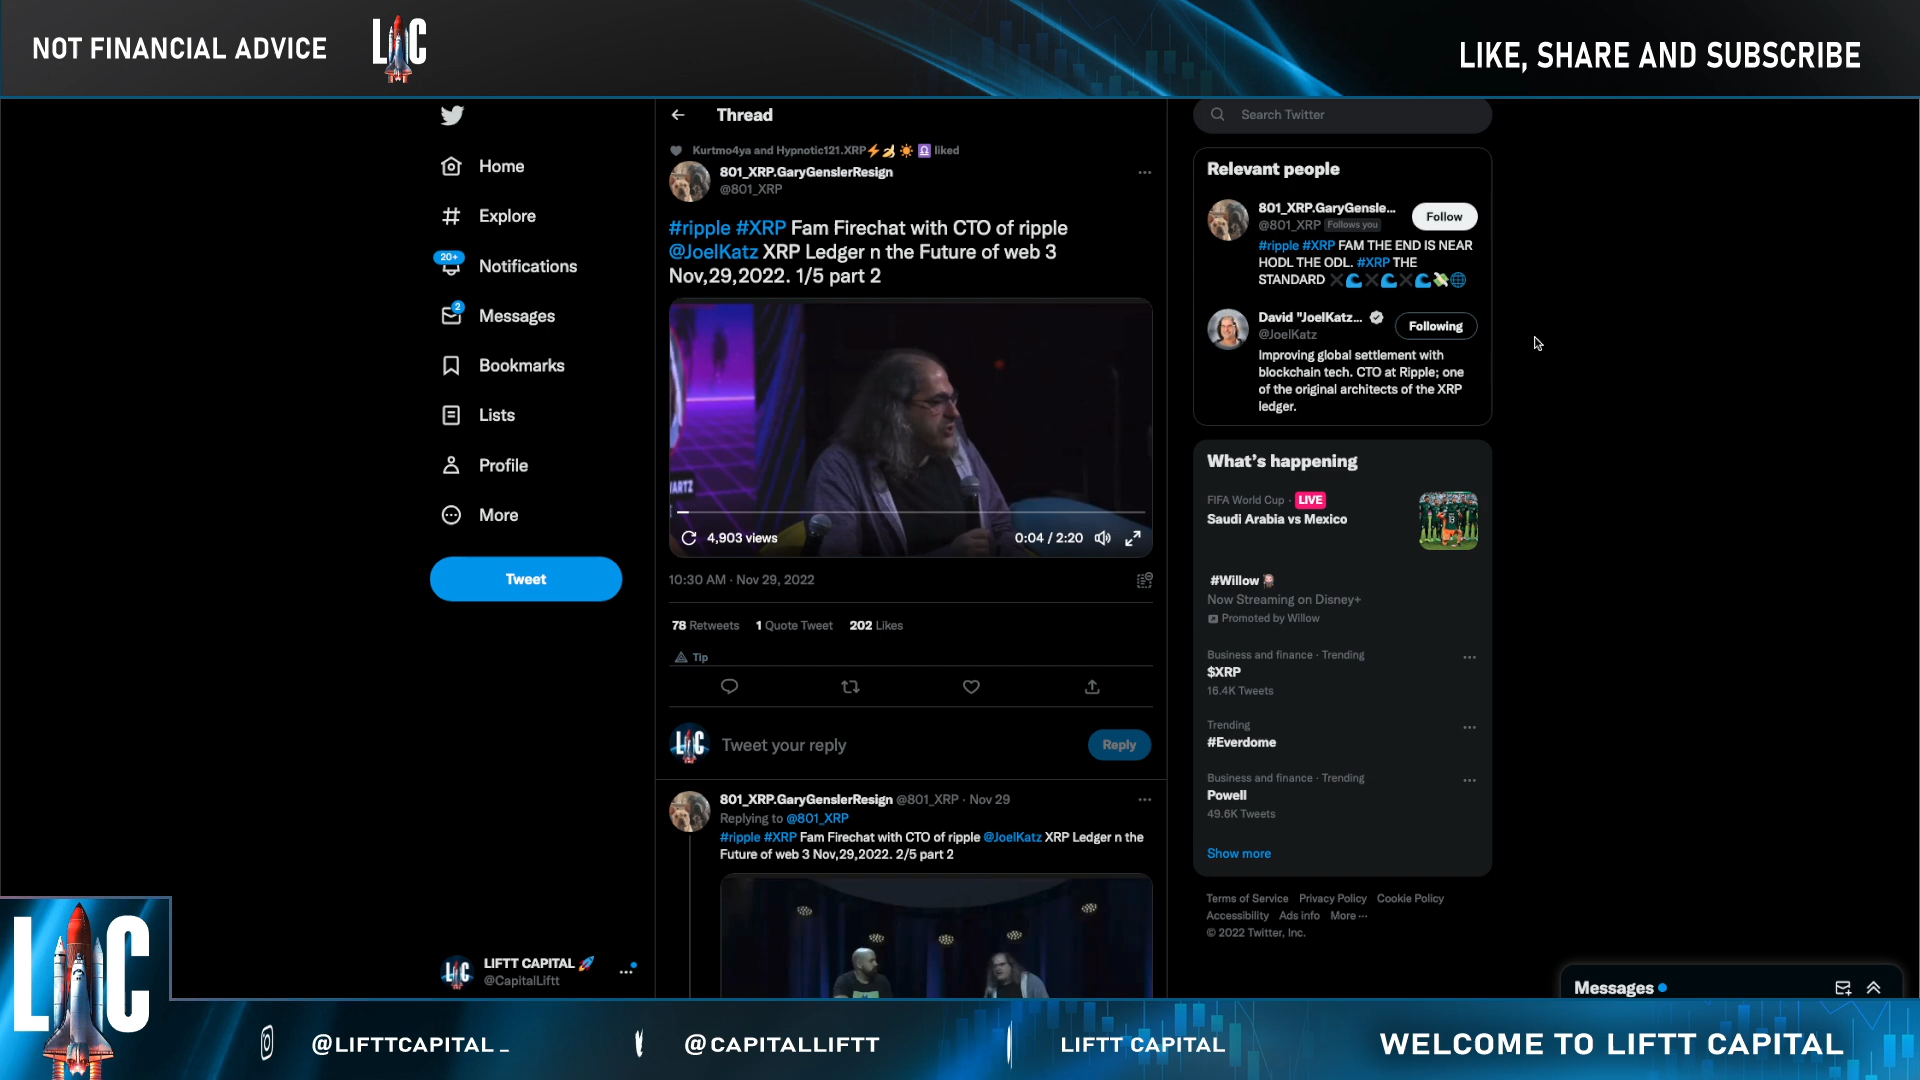 NOT FINANCIAL ADVICE
LC
LIKE, SHARE AND SUBSCRIBE
Home
Explore
20+
Notifications
2
Messages
Bookmarks
Lists
Profile
More
Tweet
LIFTT CAPITAL 🚀
@CapitalLiftt
Thread
Kurtmo4ya and Hypnotic121.XRP⚡🍌☀️♎ liked
801_XRP.GaryGenslerResign
@801_XRP
#ripple #XRP Fam Firechat with CTO of ripple
@JoelKatz XRP Ledger n the Future of web 3
Nov,29,2022. 1/5 part 2
ARTZ
4,903 views
0:04 / 2:20
10:30 AM · Nov 29, 2022
78 Retweets 1 Quote Tweet 202 Likes
Tip
LC
Tweet your reply
Reply
801_XRP.GaryGenslerResign @801_XRP · Nov 29
Replying to @801_XRP
#ripple #XRP Fam Firechat with CTO of ripple @JoelKatz XRP Ledger n the
Future of web 3 Nov,29,2022. 2/5 part 2
Search Twitter
Relevant people
801_XRP.GaryGensle...
@801_XRP Follows you
Follow
#ripple #XRP FAM THE END IS NEAR
HODL THE ODL. #XRP THE
STANDARD ✖️🌊✖️🌊✖️🌊💸🌐
David "JoelKatz...
@JoelKatz
Following
Improving global settlement with
blockchain tech. CTO at Ripple; one
of the original architects of the XRP
ledger.
What's happening
FIFA World Cup · LIVE
Saudi Arabia vs Mexico
#Willow
Now Streaming on Disney+
Promoted by Willow
Business and finance · Trending
$XRP
16.4K Tweets
Trending
#Everdome
Business and finance · Trending
Powell
49.6K Tweets
Show more
Terms of Service Privacy Policy Cookie Policy
Accessibility Ads info More ···
© 2022 Twitter, Inc.
Messages
LC
@LIFTTCAPITAL_
@CAPITALLIFTT
LIFTT CAPITAL
WELCOME TO LIFTT CAPITAL